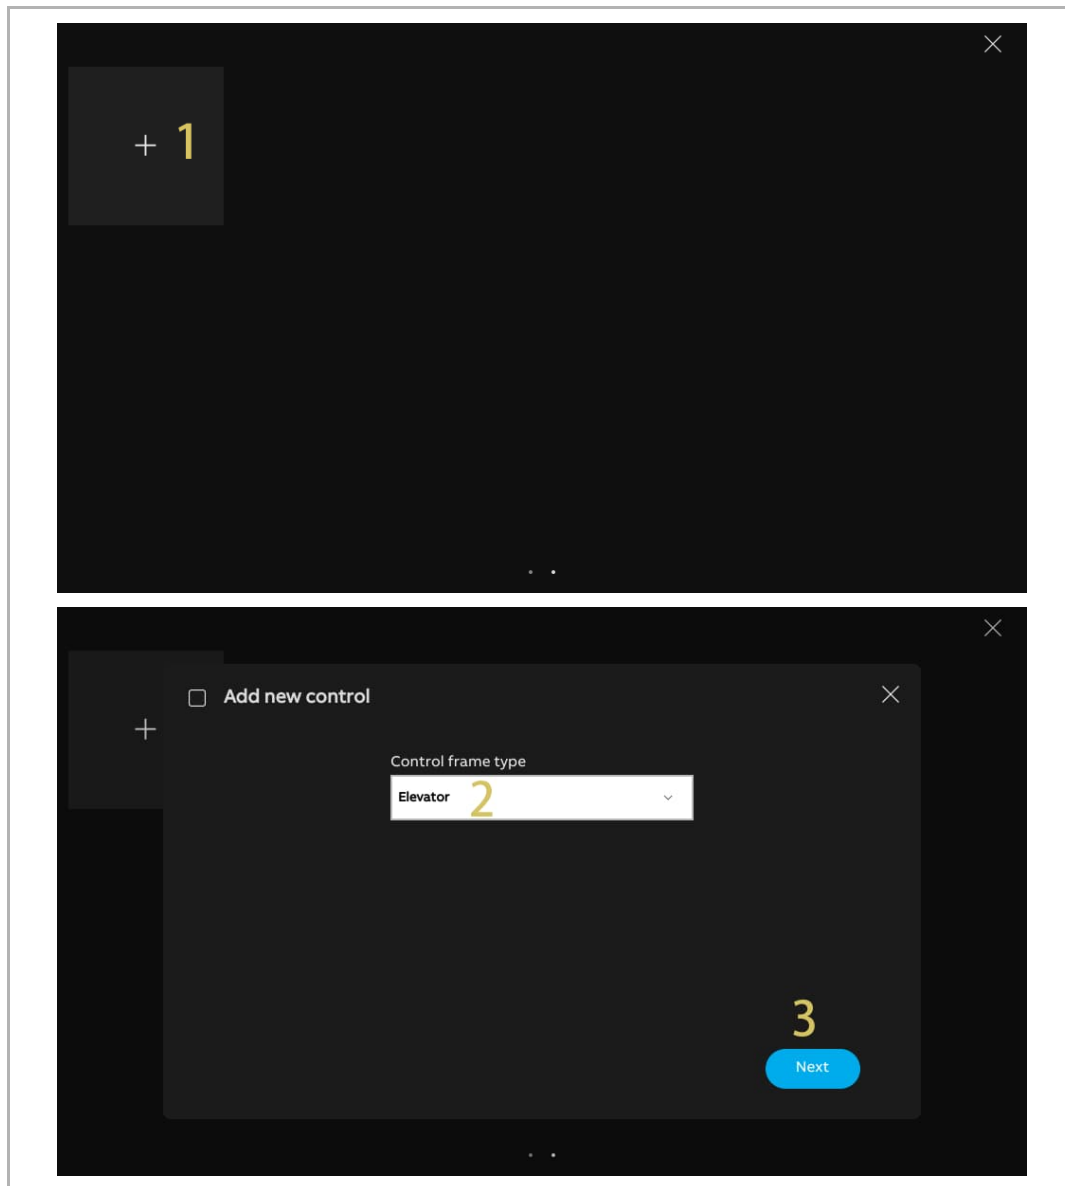 + 1
Add new control
+
Control frame type
Elevator 2
3
Next